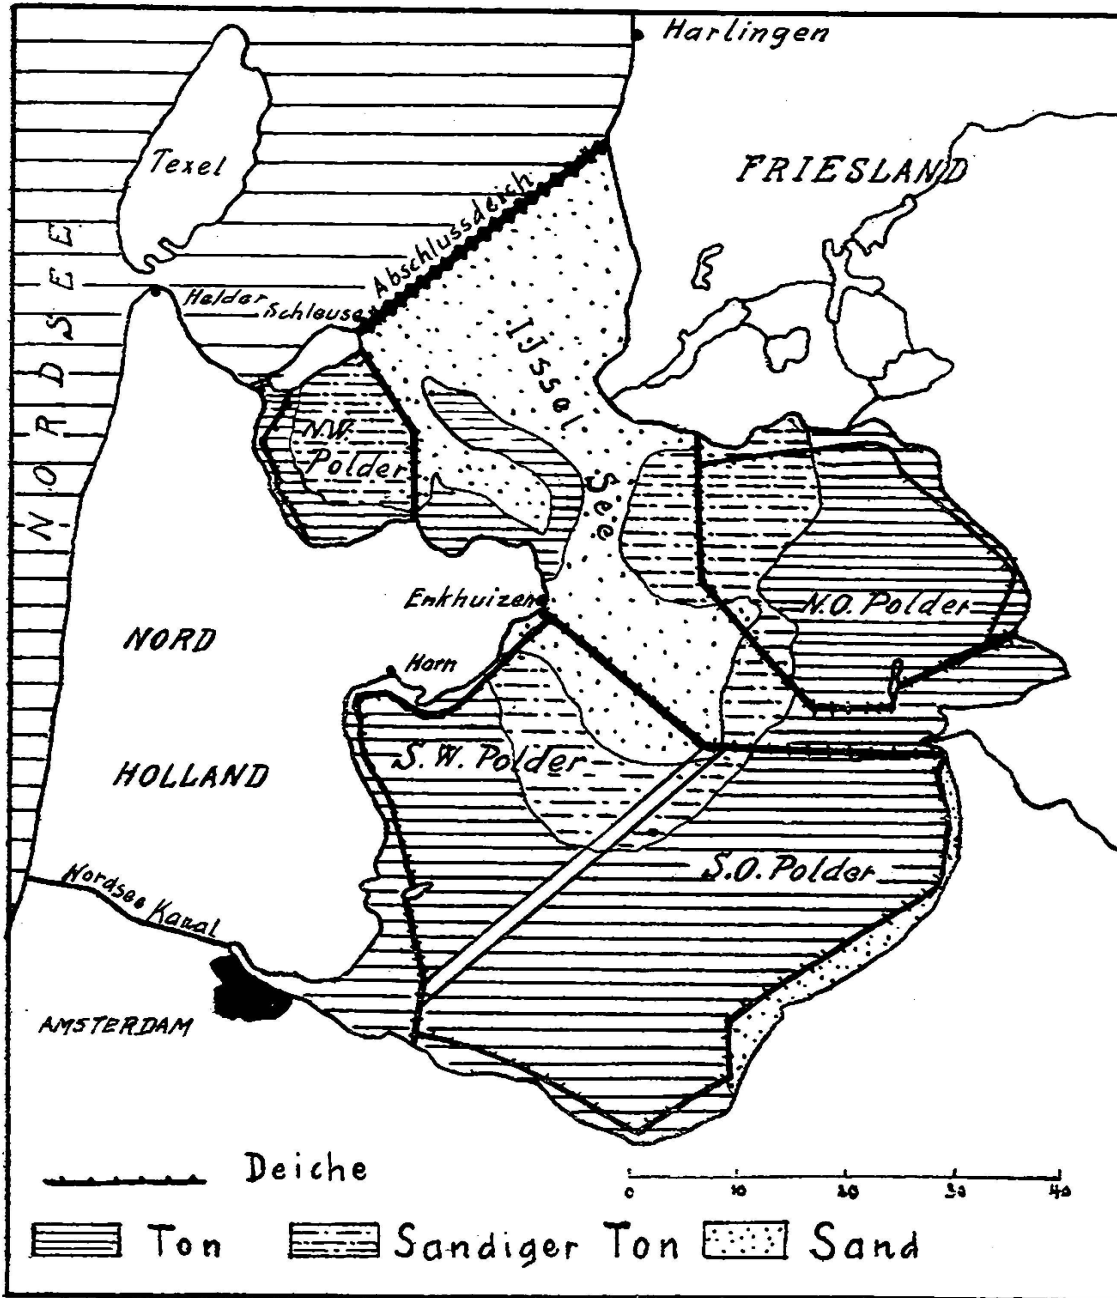 Harlingen
Texel
FRIESLAND
Abschlussdeich
NORDSEE
Helder
Schleuse
IJssel
See
N.W.
Polder
Enkhuizen
N.O. Polder
NORD
Horn
S. W. Polder
HOLLAND
S.O. Polder
Nordsee
Kanal
AMSTERDAM
Deiche
0 10 20 30 40
Ton
Sandiger Ton
Sand